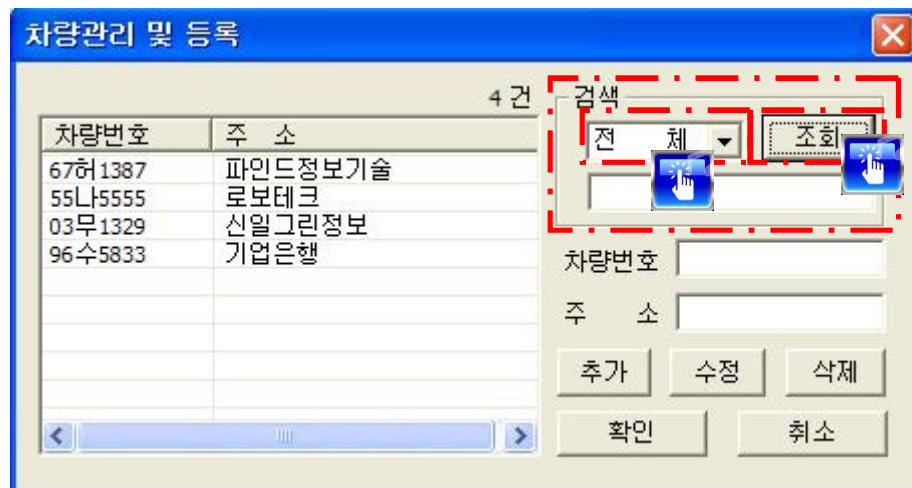 차량관리 및 등록
4 건
검색
차량번호 주 소
전 체 조회
67허1387 파인드정보기술
55나5555 로보테크
03무1329 신일그린정보
96수5833 기업은행
차량번호
주 소
추가 수정 삭제
확인 취소